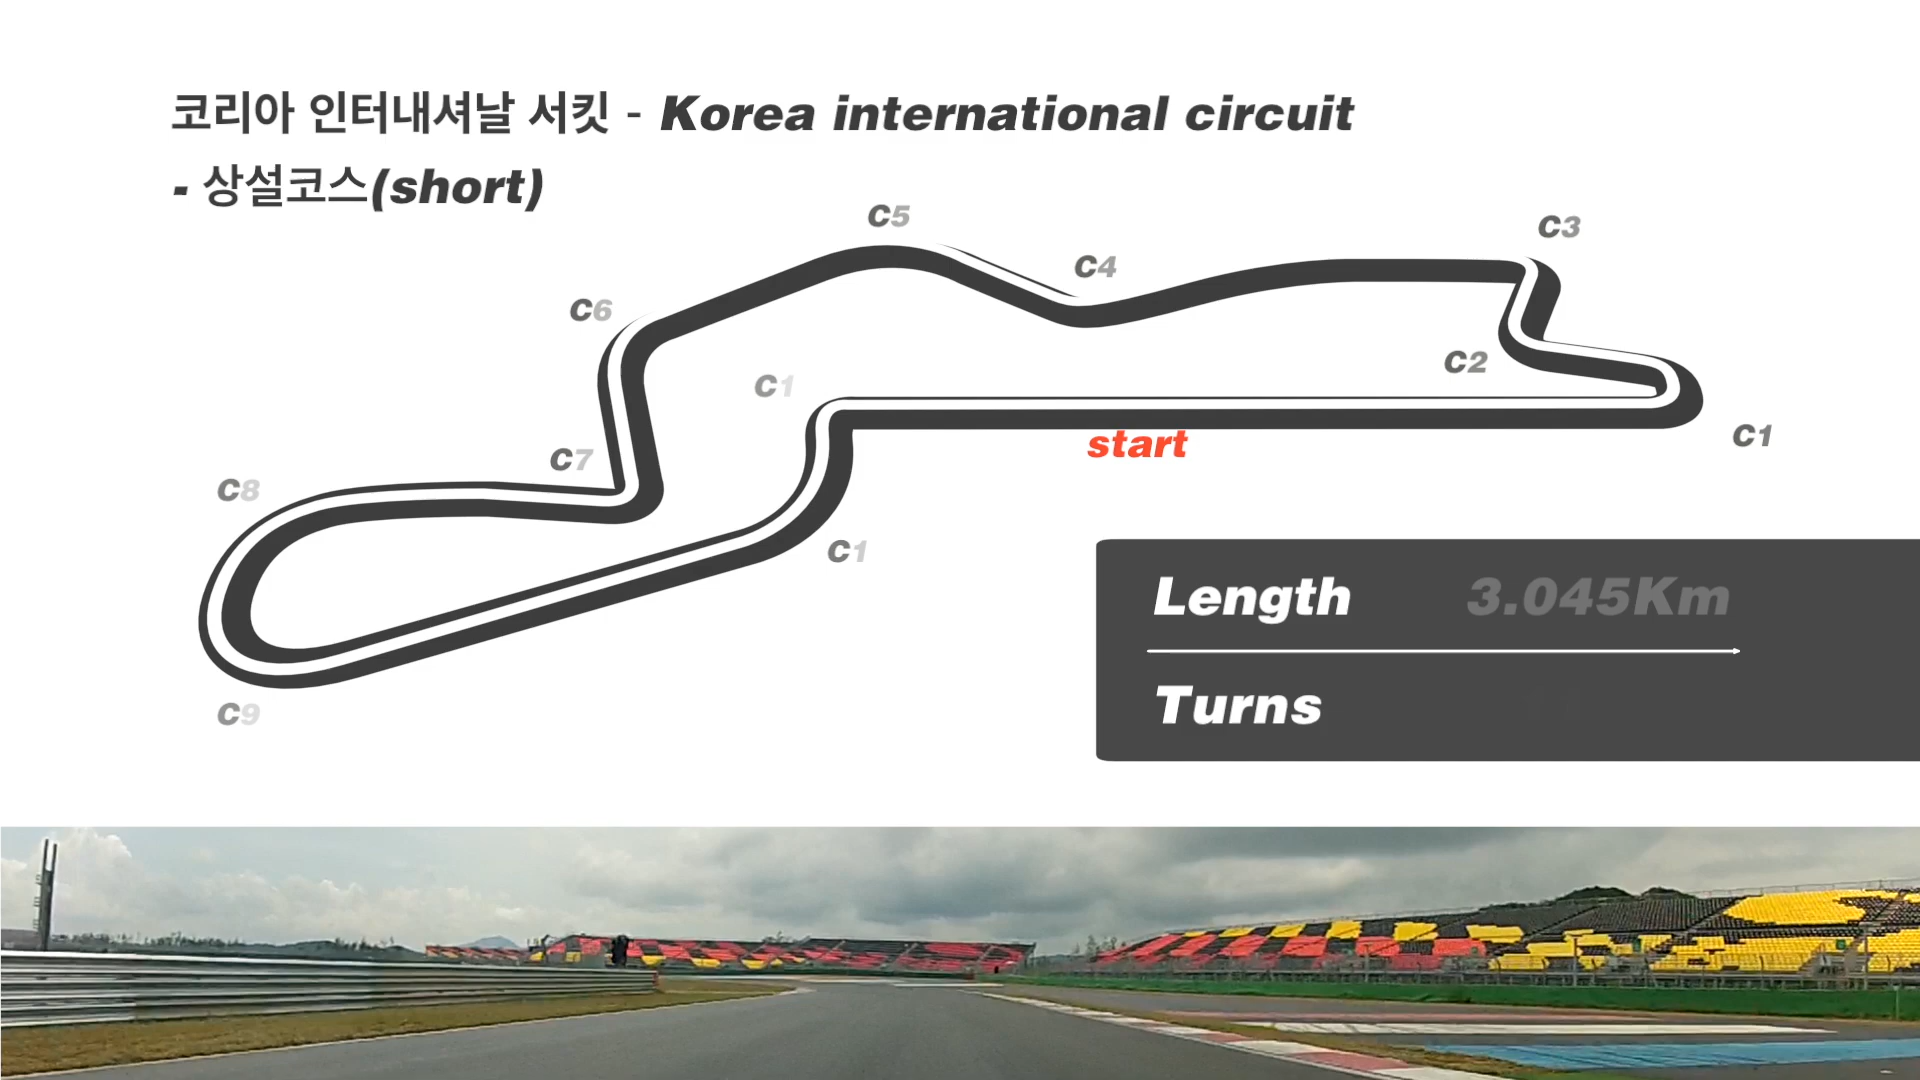 코리아 인터내셔날 서킷 - Korea international circuit
- 상설코스(short)
C5
C3
C4
C6
C2
C1
C1
start
C7
C8
C1
C9
Length 3.045Km
Turns